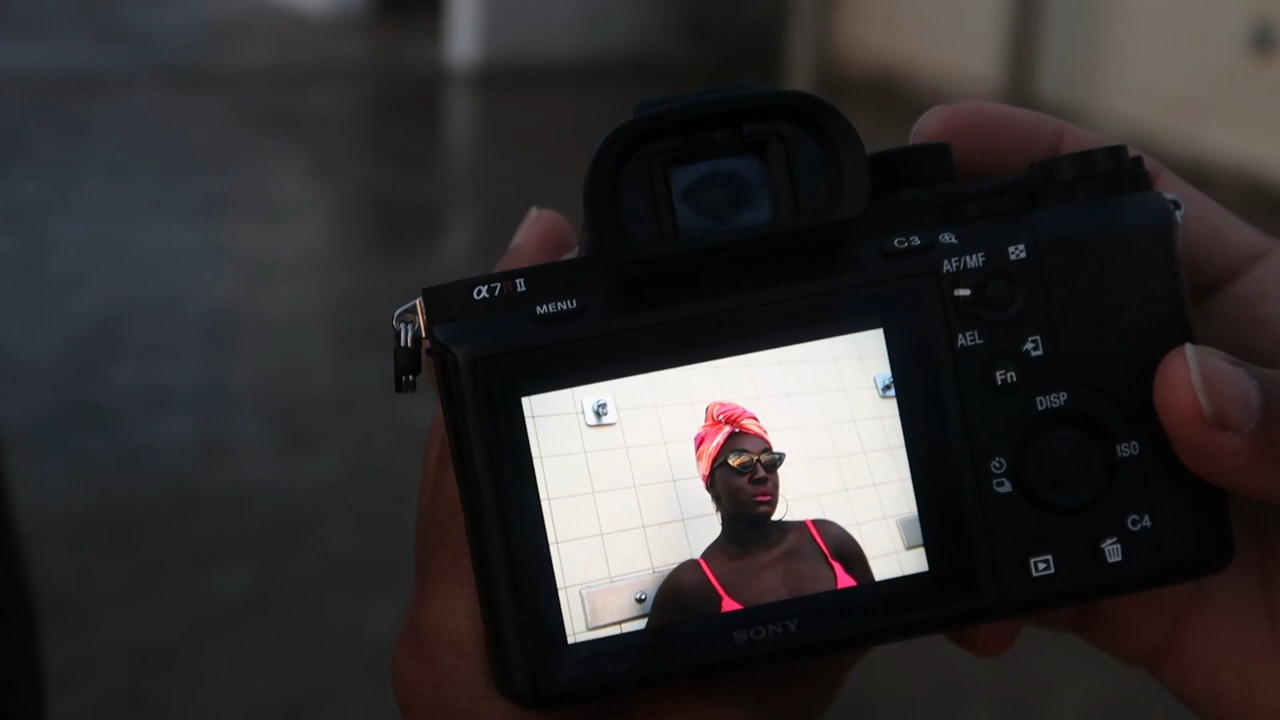 α7RII
MENU
C3
AF/MF
AEL
Fn
DISP
ISO
C4
SONY